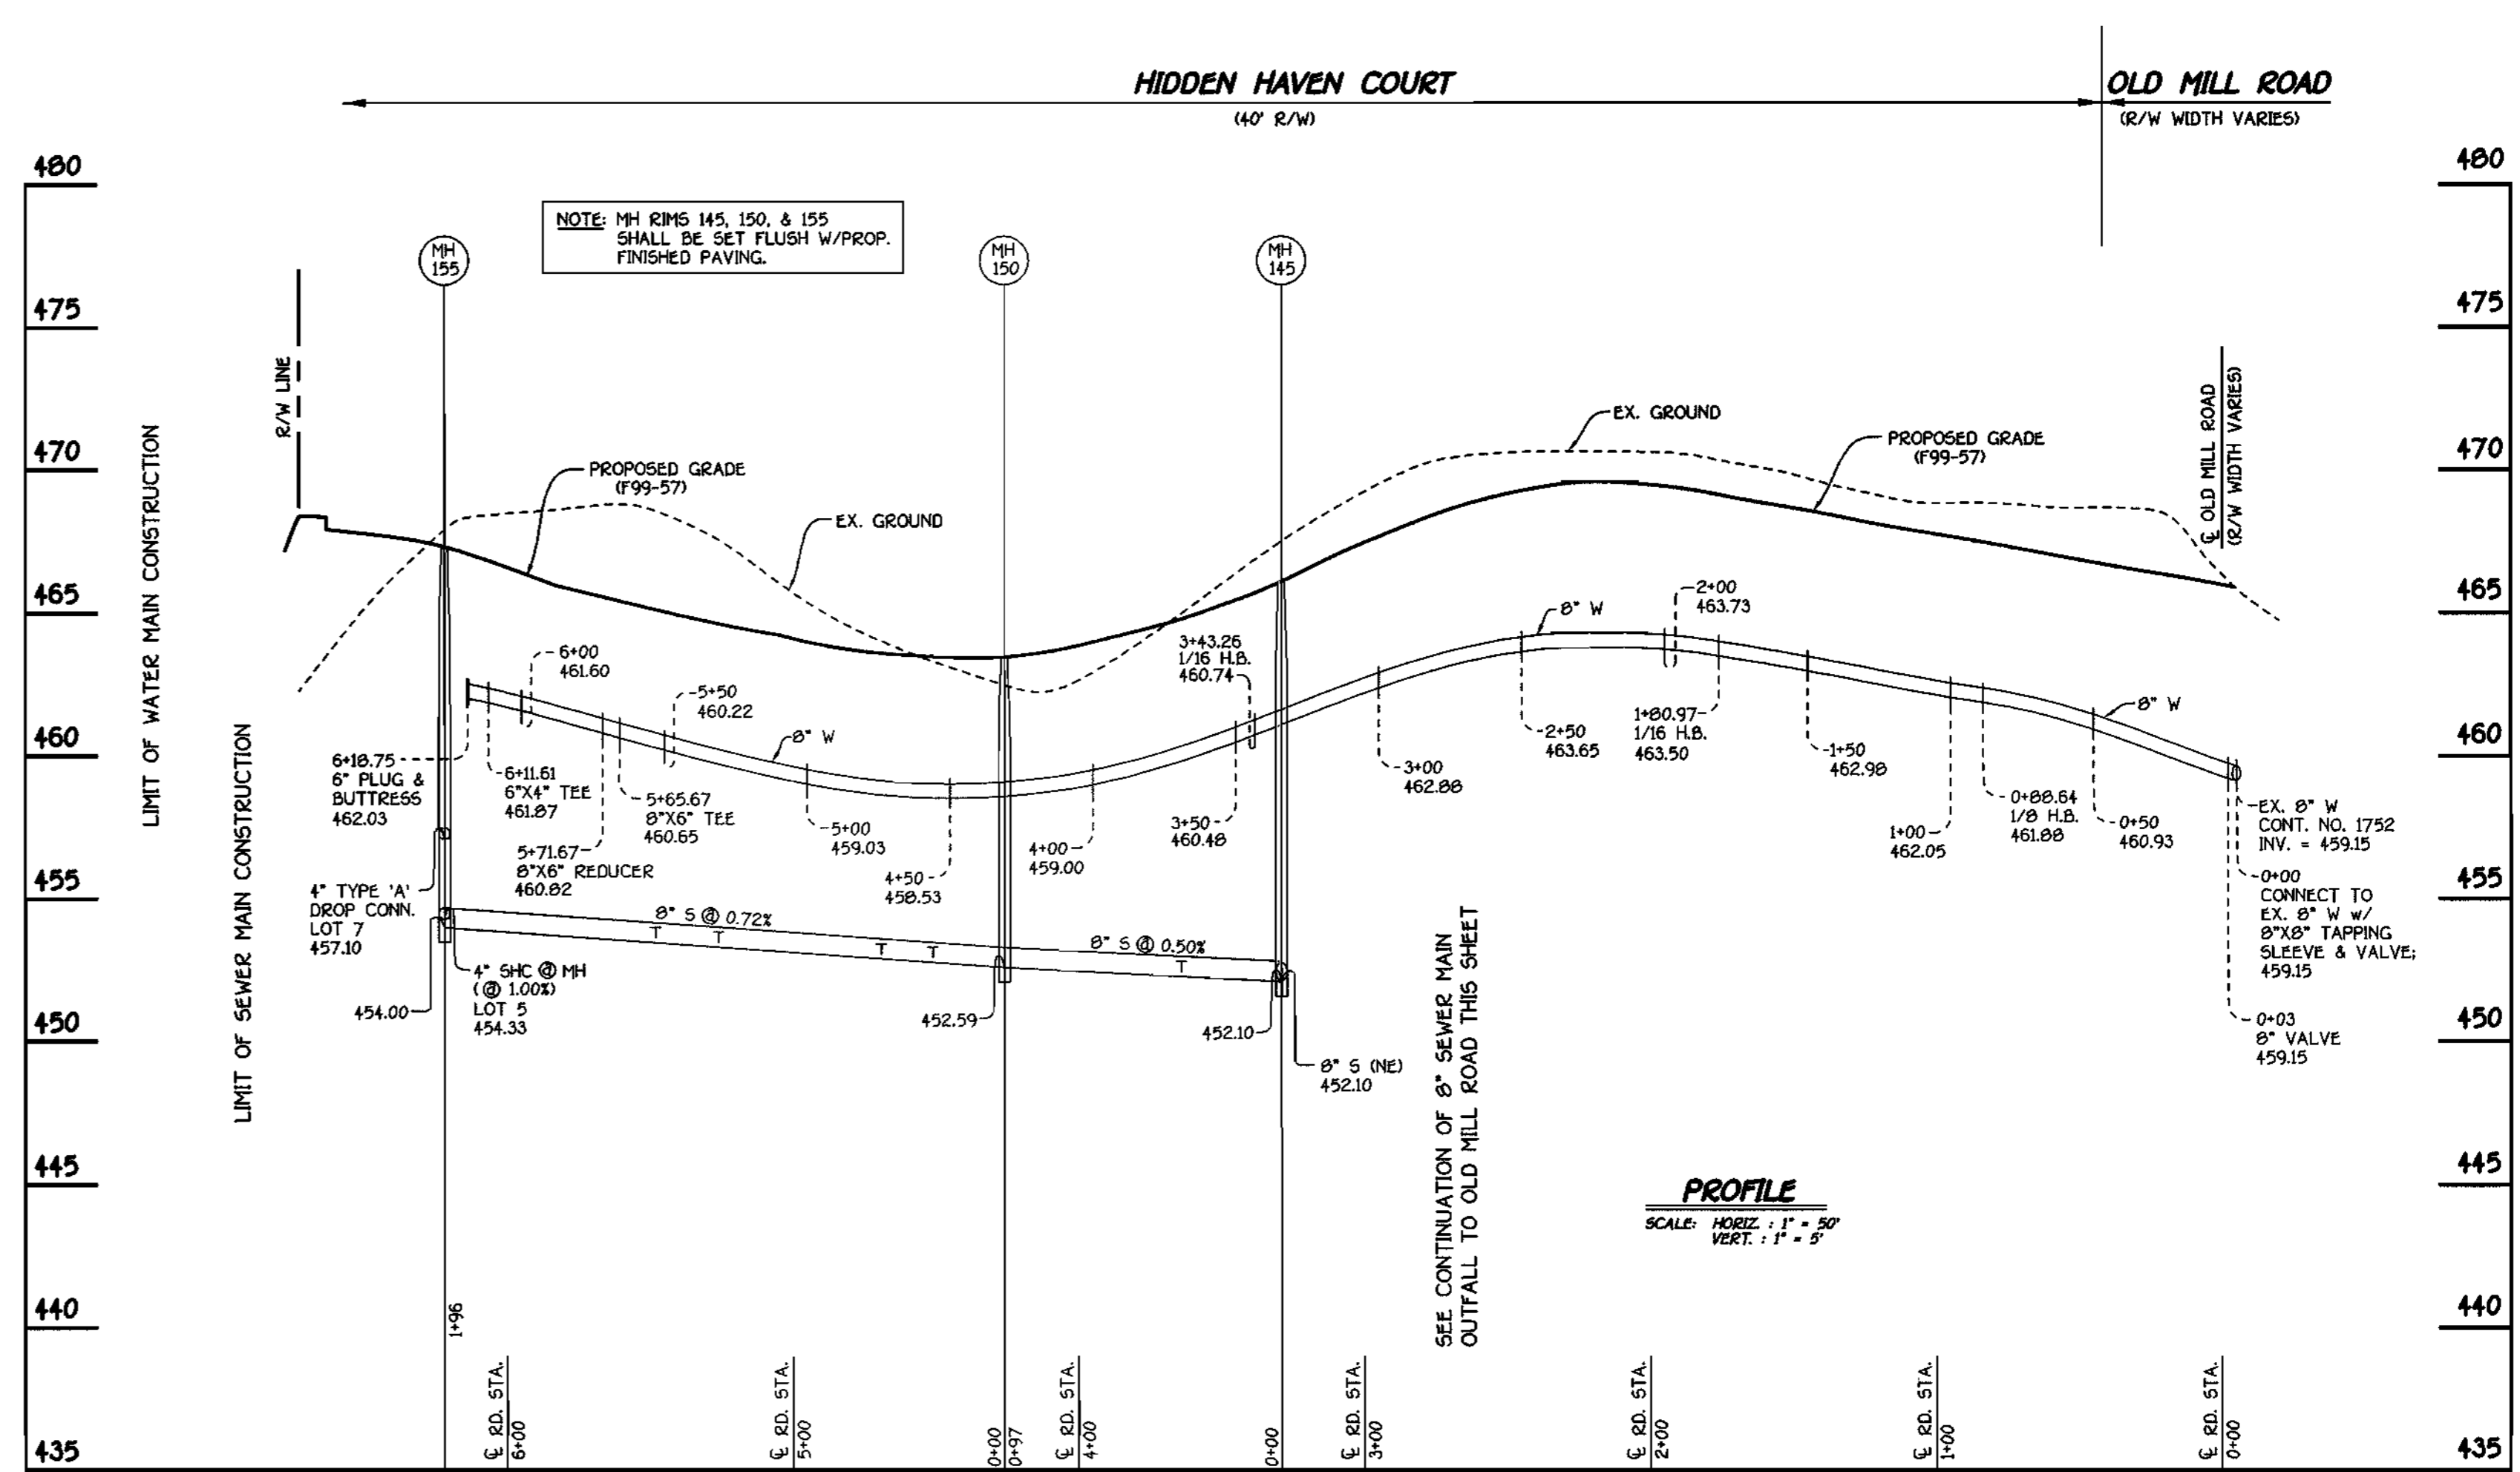 HIDDEN HAVEN COURT
(40' R/W)
OLD MILL ROAD
(R/W WIDTH VARIES)
480
480
NOTE: MH RIMS 145, 150, & 155
SHALL BE SET FLUSH W/PROP.
FINISHED PAVING.
MH
155
MH
150
MH
145
475
475
R/W LINE
℄ OLD MILL ROAD
(R/W WIDTH VARIES)
EX. GROUND
PROPOSED GRADE
(F99-57)
470
470
PROPOSED GRADE
(F99-57)
EX. GROUND
LIMIT OF WATER MAIN CONSTRUCTION
LIMIT OF SEWER MAIN CONSTRUCTION
465
465
8" W
2+00
463.73
3+43.26
1/16 H.B.
460.74
6+00
461.60
5+50
460.22
8" W
8" W
460
460
6+18.75
6" PLUG &
BUTTRESS
462.03
6+11.61
6"X4" TEE
461.87
5+65.67
8"X6" TEE
460.65
5+71.67
8"X6" REDUCER
460.82
5+00
459.03
4+50
458.53
4+00
459.00
3+50
460.48
3+00
462.88
2+50
463.65
1+80.97
1/16 H.B.
463.50
1+50
462.98
1+00
462.05
0+88.64
1/8 H.B.
461.88
0+50
460.93
EX. 8" W
CONT. NO. 1752
INV. = 459.15
0+00
CONNECT TO
EX. 8" W w/
8"X8" TAPPING
SLEEVE & VALVE;
459.15
0+03
8" VALVE
459.15
455
455
4" TYPE 'A'
DROP CONN.
LOT 7
457.10
8" S @ 0.72%
T
T
T
T
8" S @ 0.50%
T
4" SHC @ MH
(@ 1.00%)
LOT 5
454.33
454.00
452.59
452.10
8" S (NE)
452.10
450
450
SEE CONTINUATION OF 8" SEWER MAIN
OUTFALL TO OLD MILL ROAD THIS SHEET
445
445
PROFILE
SCALE: HORIZ. : 1" = 50'
VERT. : 1" = 5'
440
440
1+96
℄ RD. STA.
6+00
℄ RD. STA.
5+00
0+00
0+97
℄ RD. STA.
4+00
0+00
℄ RD. STA.
3+00
℄ RD. STA.
2+00
℄ RD. STA.
1+00
℄ RD. STA.
0+00
435
435